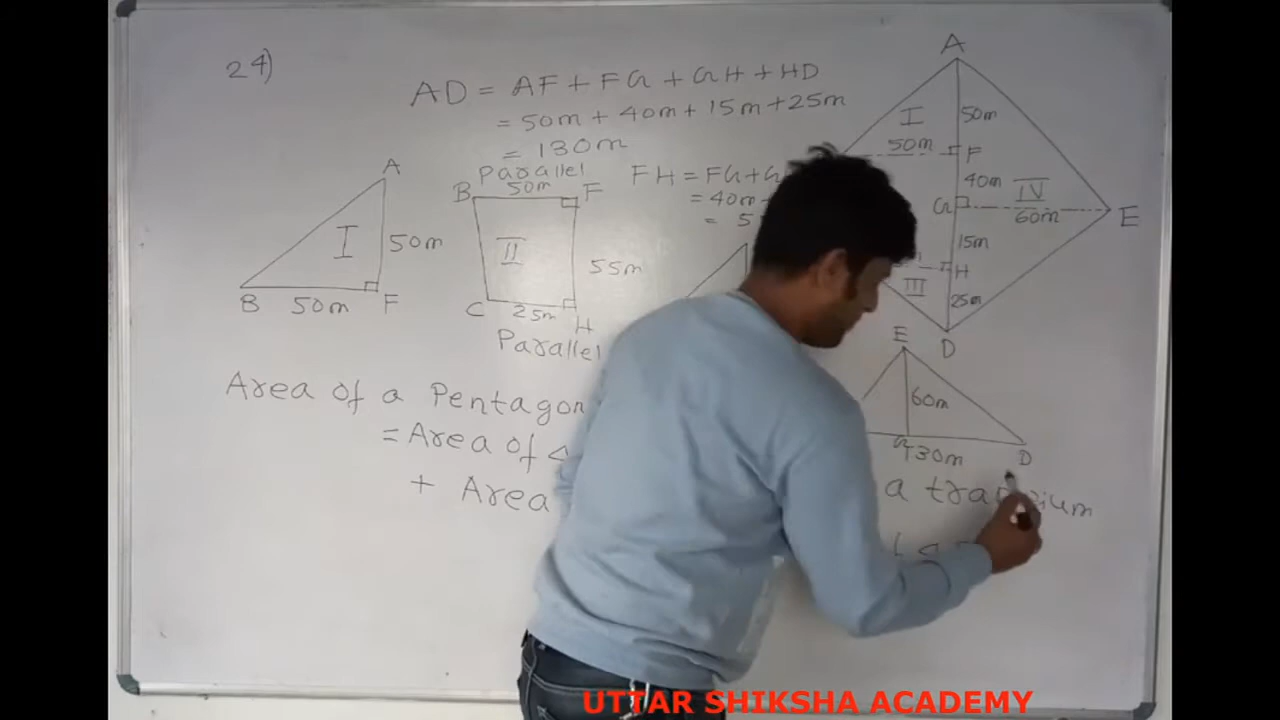 24)
AD = AF + FG + GH + HD
= 50m + 40m + 15m + 25m
= 130m
FH = FG + G
= 40m
= 5
A
I
50m
B 50m F
Parallel
50m
B F
II
55m
C 25m H
Parallel
A
I
50m
50m F
40m IV
G 60m E
15m
H
III
25m
D
E
60m
G
130m D
Area of a Pentagon
= Area of
+ Area
a
UTTAR SHIKSHA ACADEMY